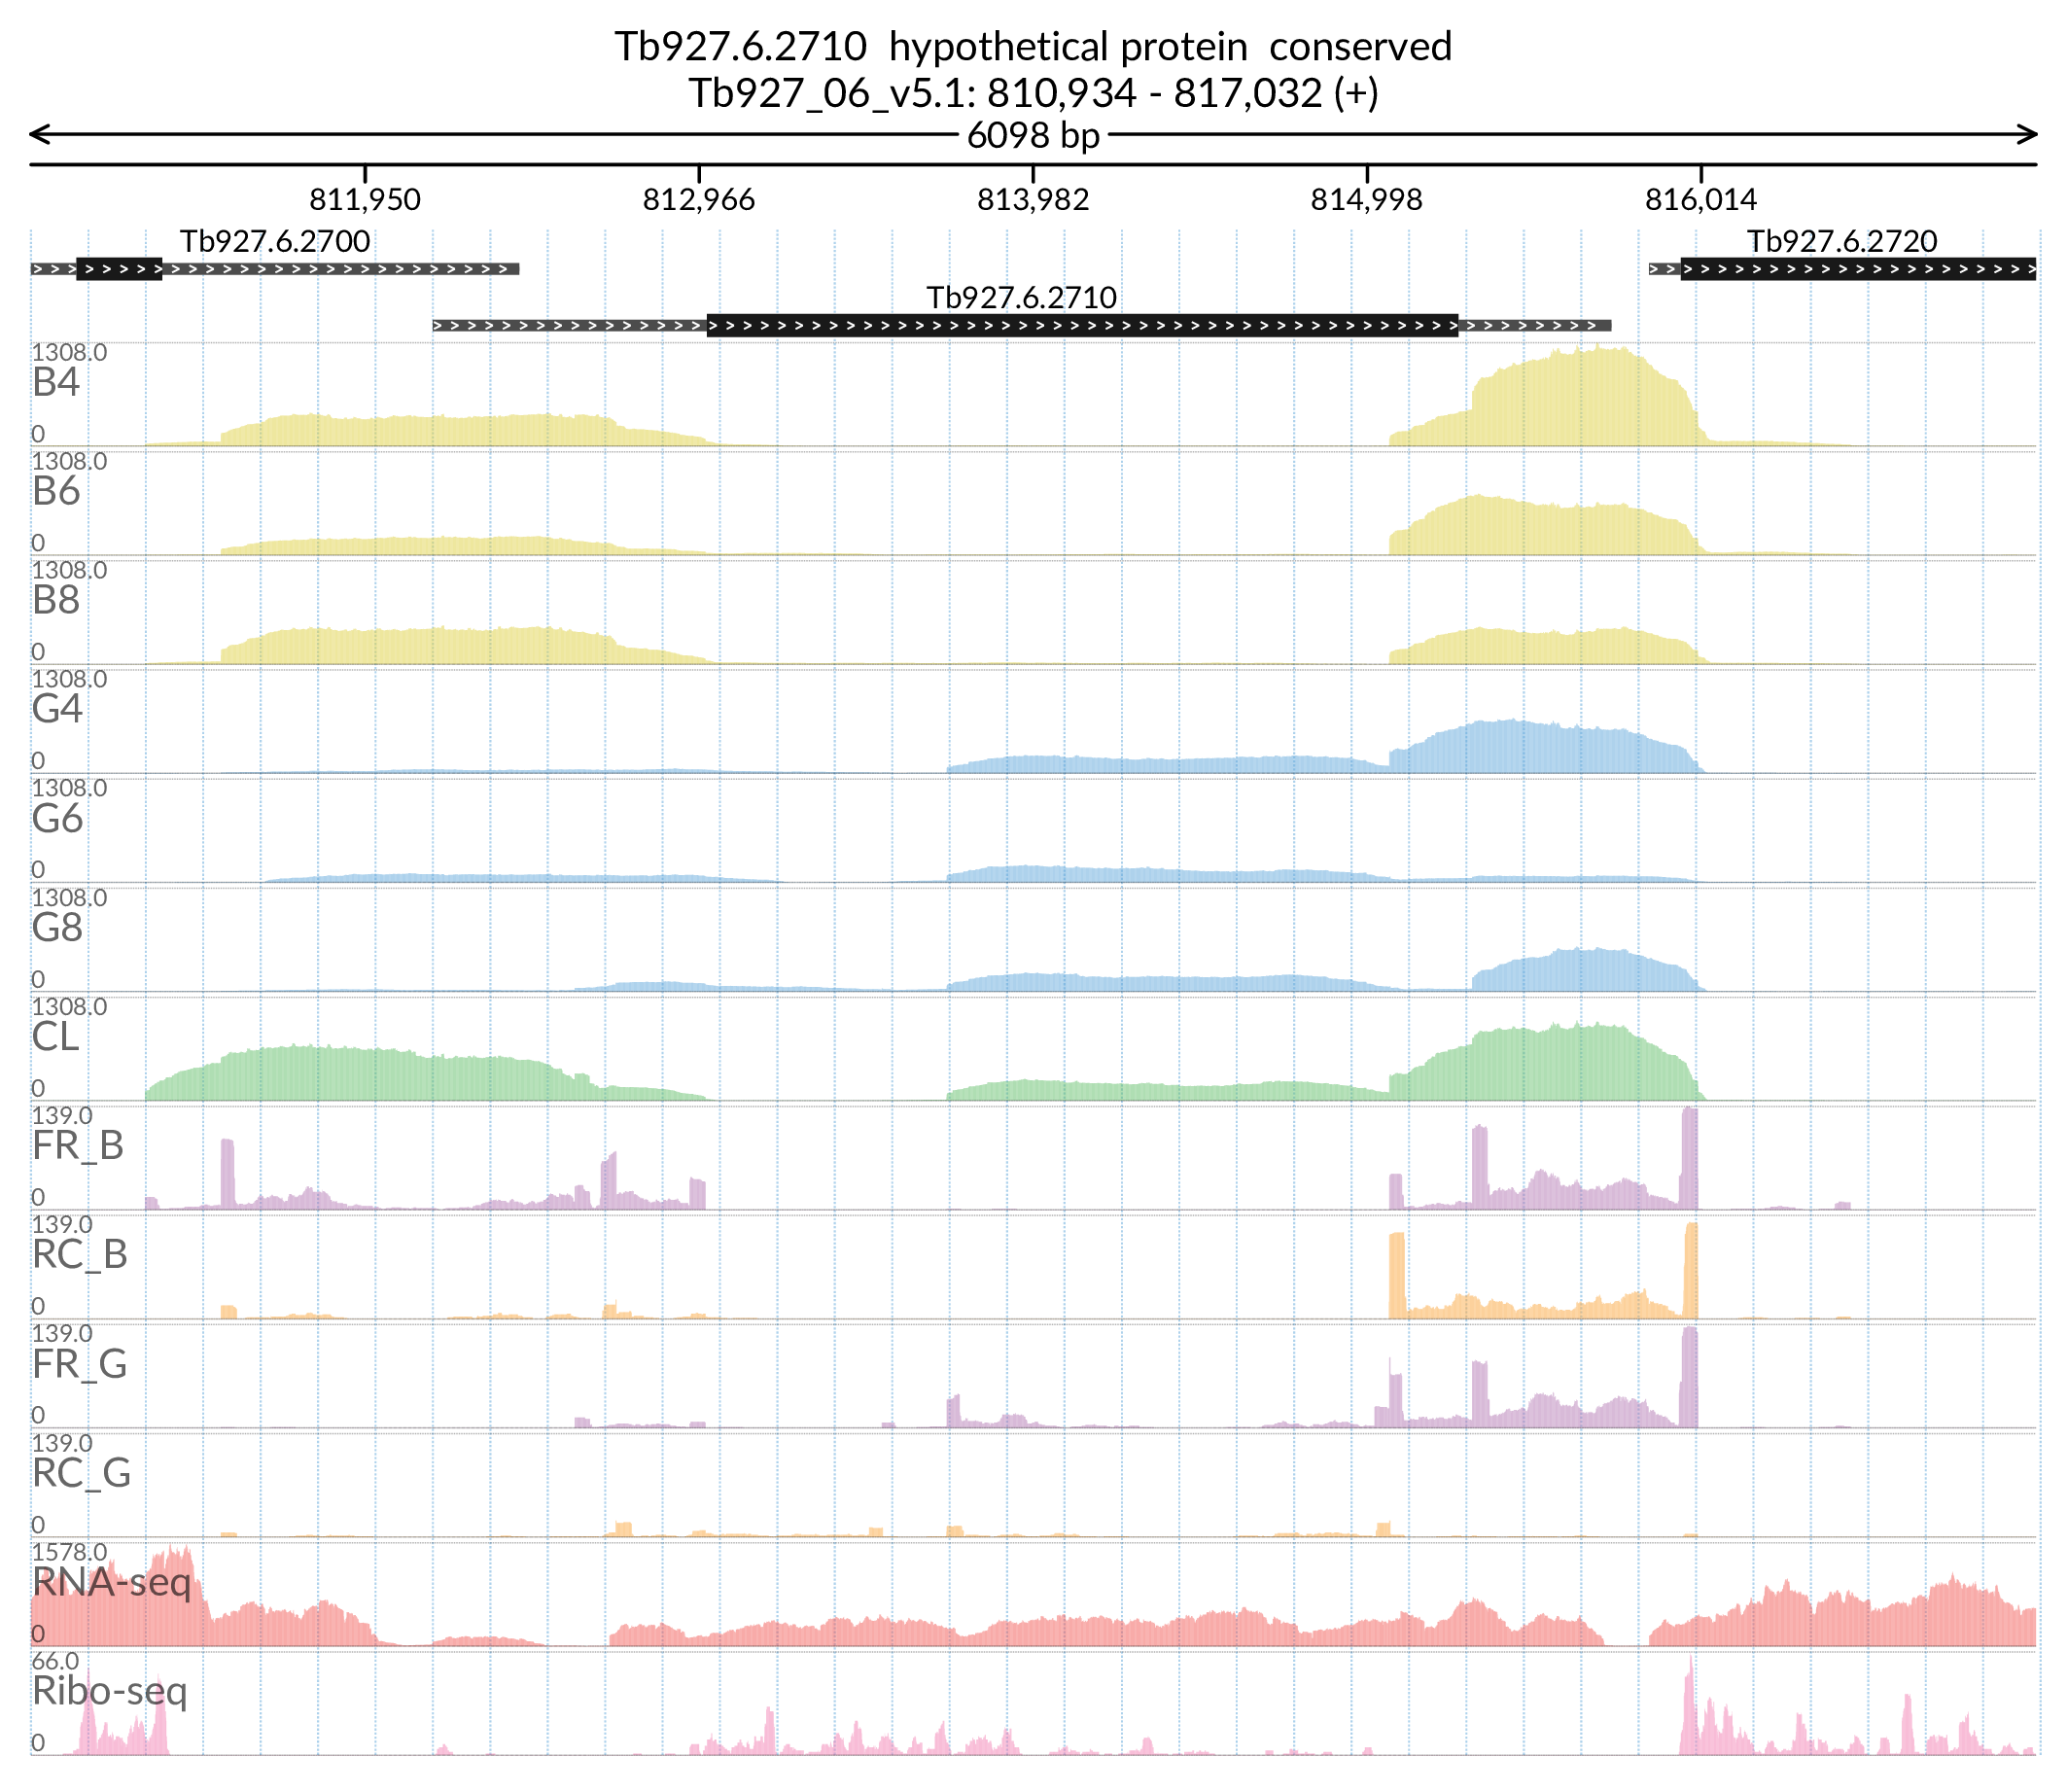 Tb927.6.2710  hypothetical protein  conserved
Tb927_06_v5.1: 810,934 - 817,032 (+)
6098 bp
811,950 812,966 813,982 814,998 816,014
Tb927.6.2700 Tb927.6.2720
Tb927.6.2710
1308.0
B4
0
1308.0
B6
0
1308.0
B8
0
1308.0
G4
0
1308.0
G6
0
1308.0
G8
0
1308.0
CL
0
139.0
FR_B
0
139.0
RC_B
0
139.0
FR_G
0
139.0
RC_G
0
1578.0
RNA-seq
0
66.0
Ribo-seq
0